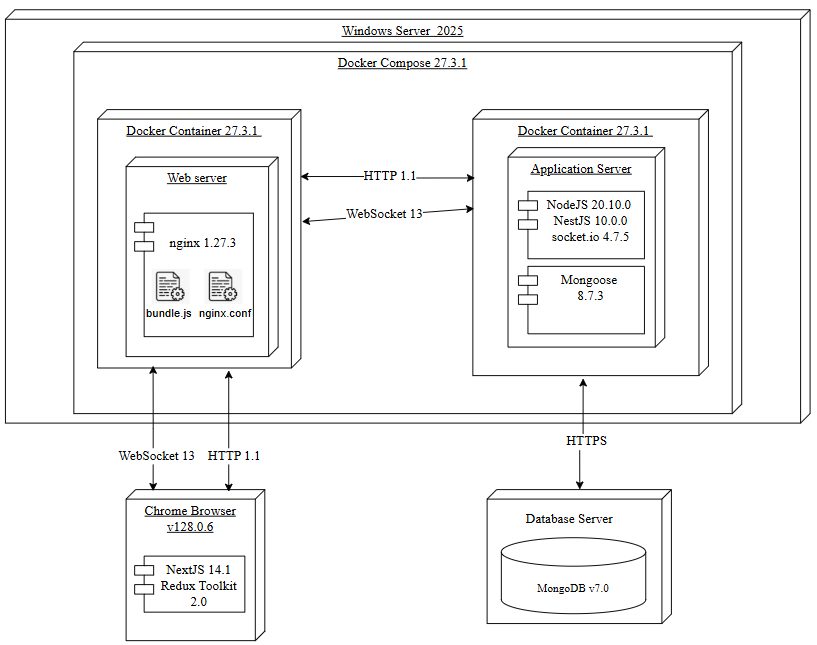 Windows Server 2025
Docker Compose 27.3.1
Docker Container 27.3.1
Web server
nginx 1.27.3
bundle.js
nginx.conf
HTTP 1.1
WebSocket 13
Docker Container 27.3.1
Application Server
NodeJS 20.10.0
NestJS 10.0.0
socket.io 4.7.5
Mongoose
8.7.3
WebSocket 13
HTTP 1.1
HTTPS
Chrome Browser
v128.0.6
NextJS 14.1
Redux Toolkit
2.0
Database Server
MongoDB v7.0